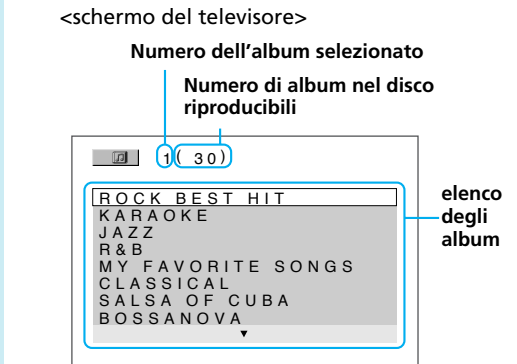 <schermo del televisore>
Numero dell'album selezionato
Numero di album nel disco
riproducibili
1 ( 30)
ROCK BEST HIT
KARAOKE
JAZZ
R&B
MY FAVORITE SONGS
CLASSICAL
SALSA OF CUBA
BOSSANOVA
elenco
degli
album